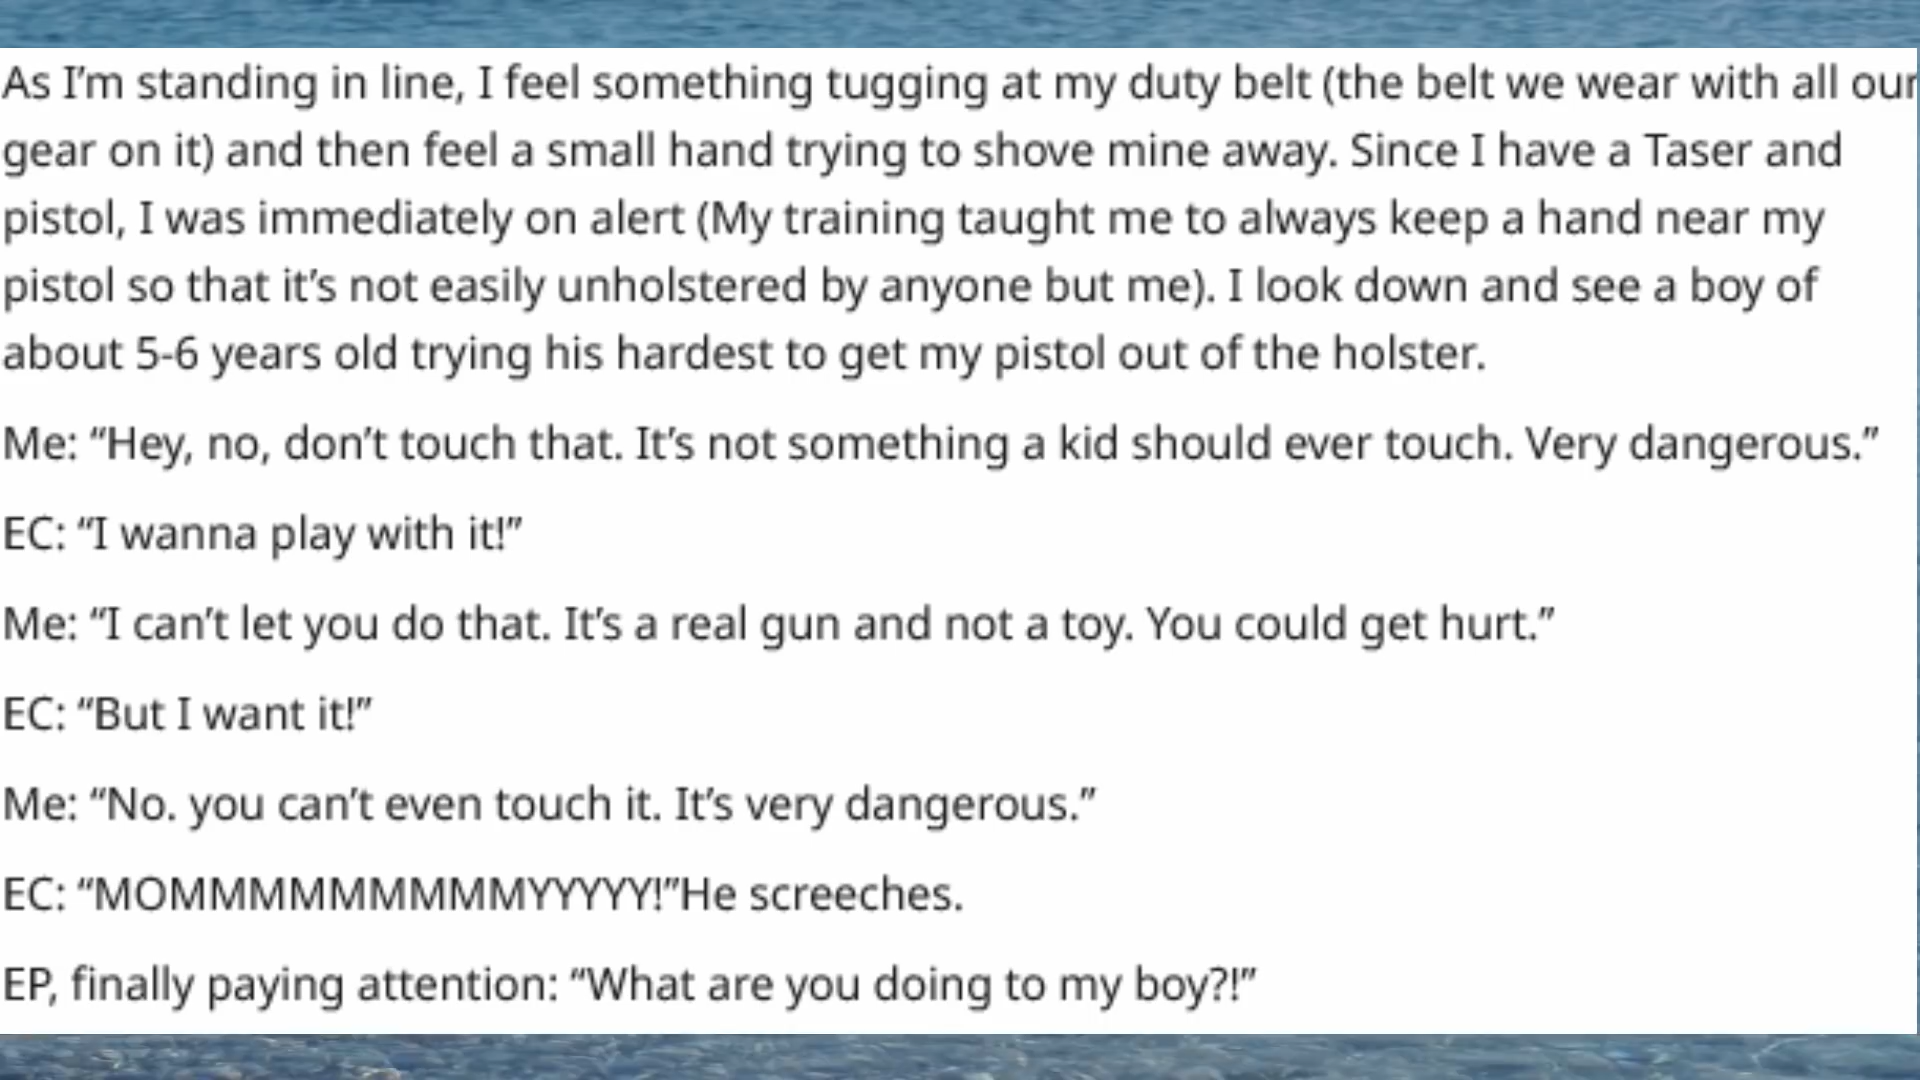 As I’m standing in line, I feel something tugging at my duty belt (the belt we wear with all our
gear on it) and then feel a small hand trying to shove mine away. Since I have a Taser and
pistol, I was immediately on alert (My training taught me to always keep a hand near my
pistol so that it’s not easily unholstered by anyone but me). I look down and see a boy of
about 5-6 years old trying his hardest to get my pistol out of the holster.
Me: “Hey, no, don’t touch that. It’s not something a kid should ever touch. Very dangerous.”
EC: “I wanna play with it!”
Me: “I can’t let you do that. It’s a real gun and not a toy. You could get hurt.”
EC: “But I want it!”
Me: “No. you can’t even touch it. It’s very dangerous.”
EC: “MOMMMMMMMMMMYYYYY!”He screeches.
EP, finally paying attention: “What are you doing to my boy?!”